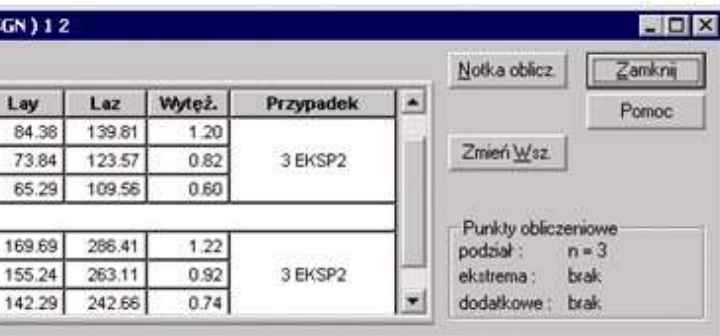 GN ) 1 2
Notka oblicz. Zamknij
Lay Laz Wytęż. Przypadek
Pomoc
84.38 139.81 1.20
73.84 123.57 0.82 3 EKSP2 Zmień Wsz.
65.29 109.56 0.60
Punkty obliczeniowe
169.69 286.41 1.22 podział : n = 3
155.24 263.11 0.92 3 EKSP2 ekstrema : brak
142.29 242.66 0.74 dodatkowe : brak